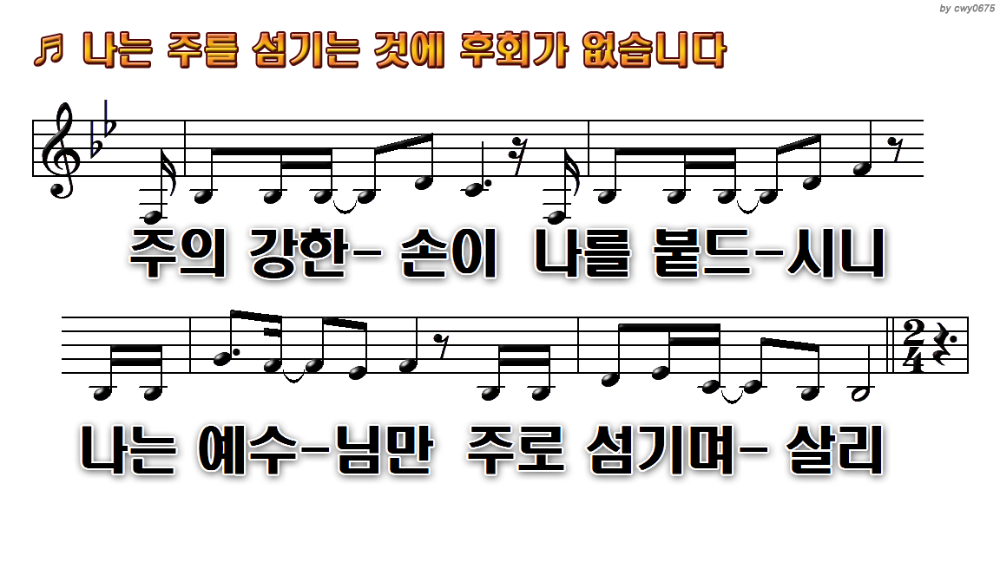 by cwy0675
♬ 나는 주를 섬기는 것에 후회가 없습니다
주의 강한- 손이 나를 붙드-시니
2
4
나는 예수-님만 주로 섬기며- 살리